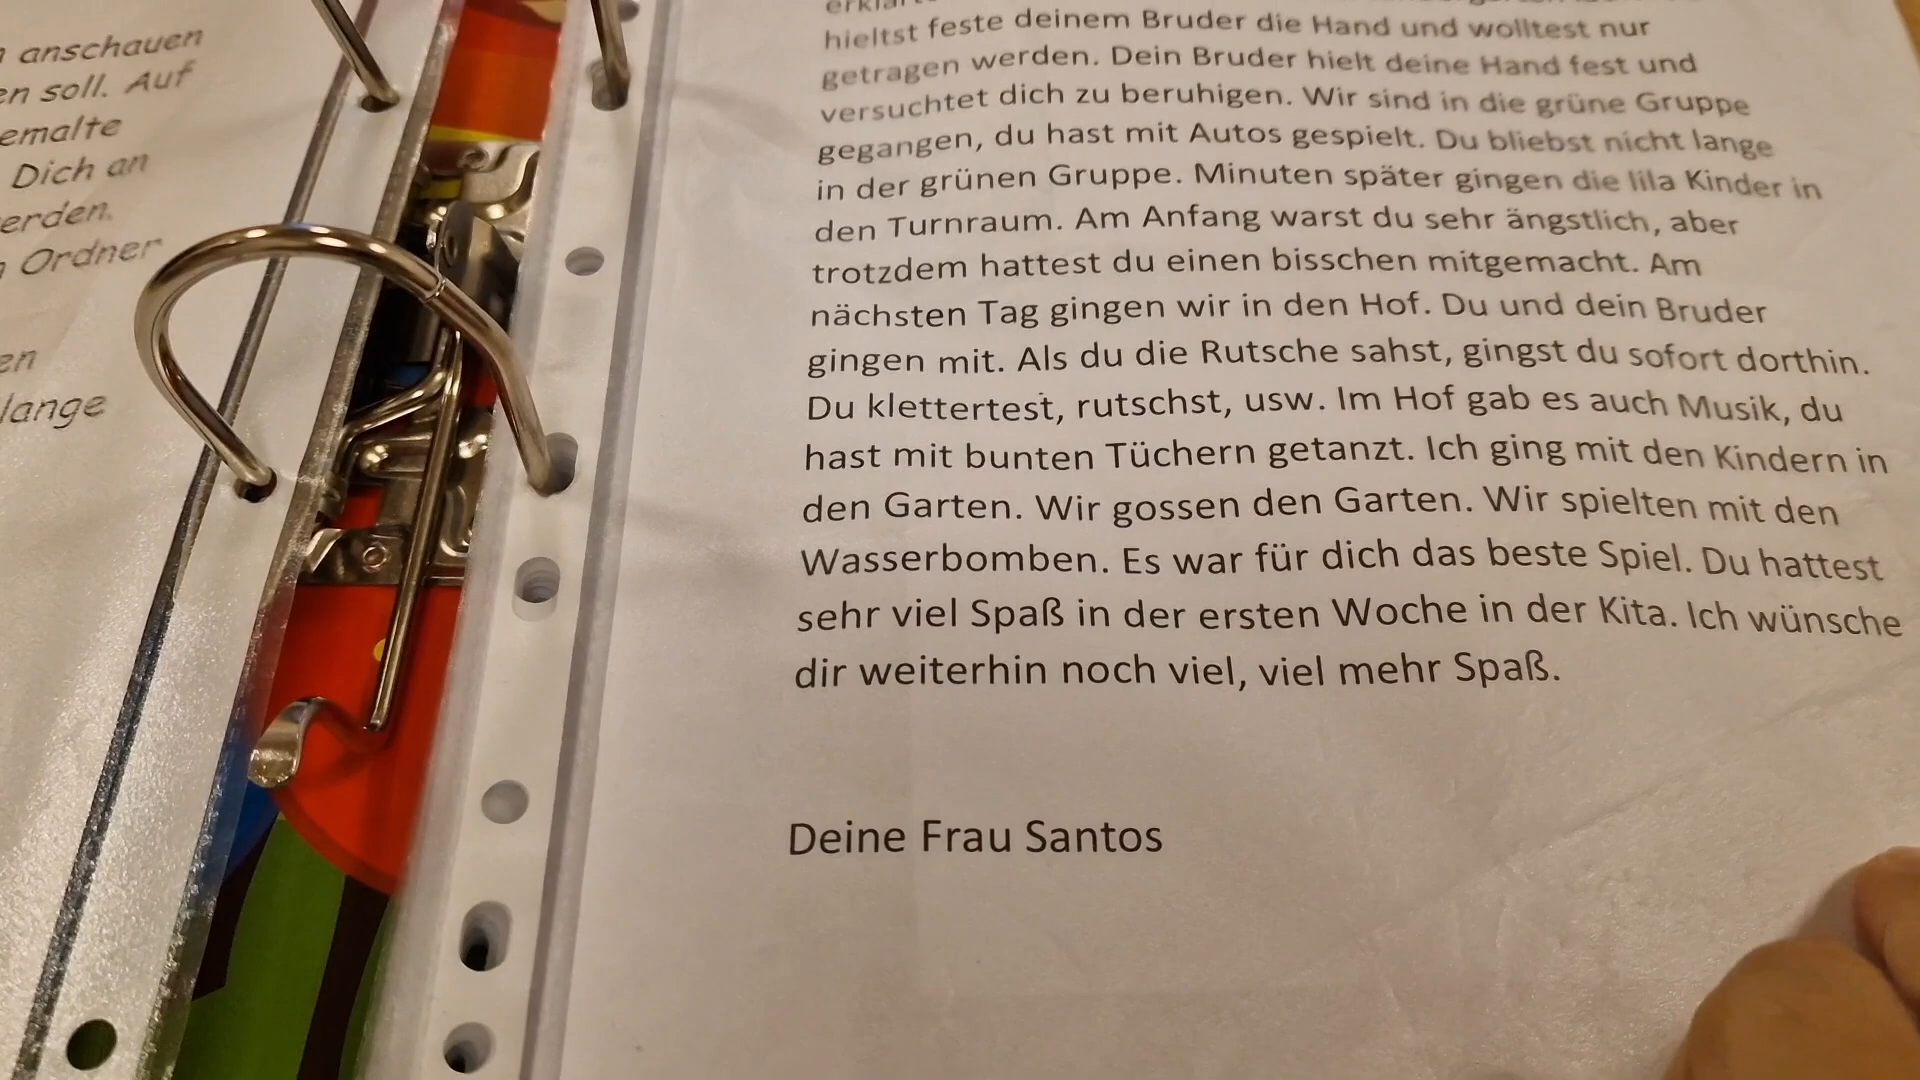 anschauen
en soll. Auf
emalte
Dich an
erden.
Ordner
en
lange
hieltst feste deinem Bruder die Hand und wolltest nur
getragen werden. Dein Bruder hielt deine Hand fest und
versuchtet dich zu beruhigen. Wir sind in die grüne Gruppe
gegangen, du hast mit Autos gespielt. Du bliebst nicht lange
in der grünen Gruppe. Minuten später gingen die lila Kinder in
den Turnraum. Am Anfang warst du sehr ängstlich, aber
trotzdem hattest du einen bisschen mitgemacht. Am
nächsten Tag gingen wir in den Hof. Du und dein Bruder
gingen mit. Als du die Rutsche sahst, gingst du sofort dorthin.
Du klettertest, rutschst, usw. Im Hof gab es auch Musik, du
hast mit bunten Tüchern getanzt. Ich ging mit den Kindern in
den Garten. Wir gossen den Garten. Wir spielten mit den
Wasserbomben. Es war für dich das beste Spiel. Du hattest
sehr viel Spaß in der ersten Woche in der Kita. Ich wünsche
dir weiterhin noch viel, viel mehr Spaß.
Deine Frau Santos